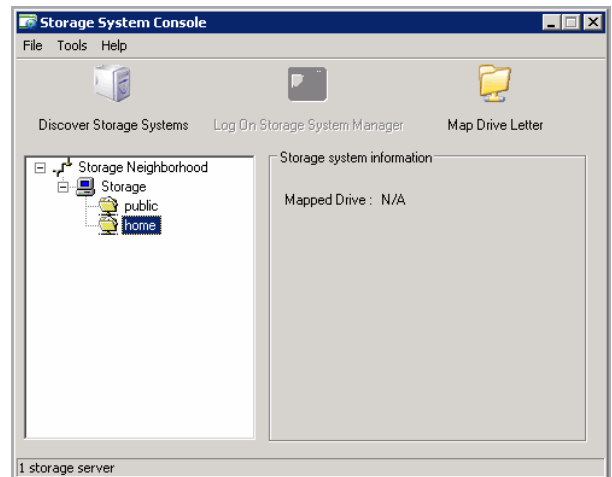 Storage System Console
File Tools Help
Discover Storage Systems Log On Storage System Manager Map Drive Letter
Storage Neighborhood
Storage
public
home
Storage system information
Mapped Drive : N/A
1 storage server